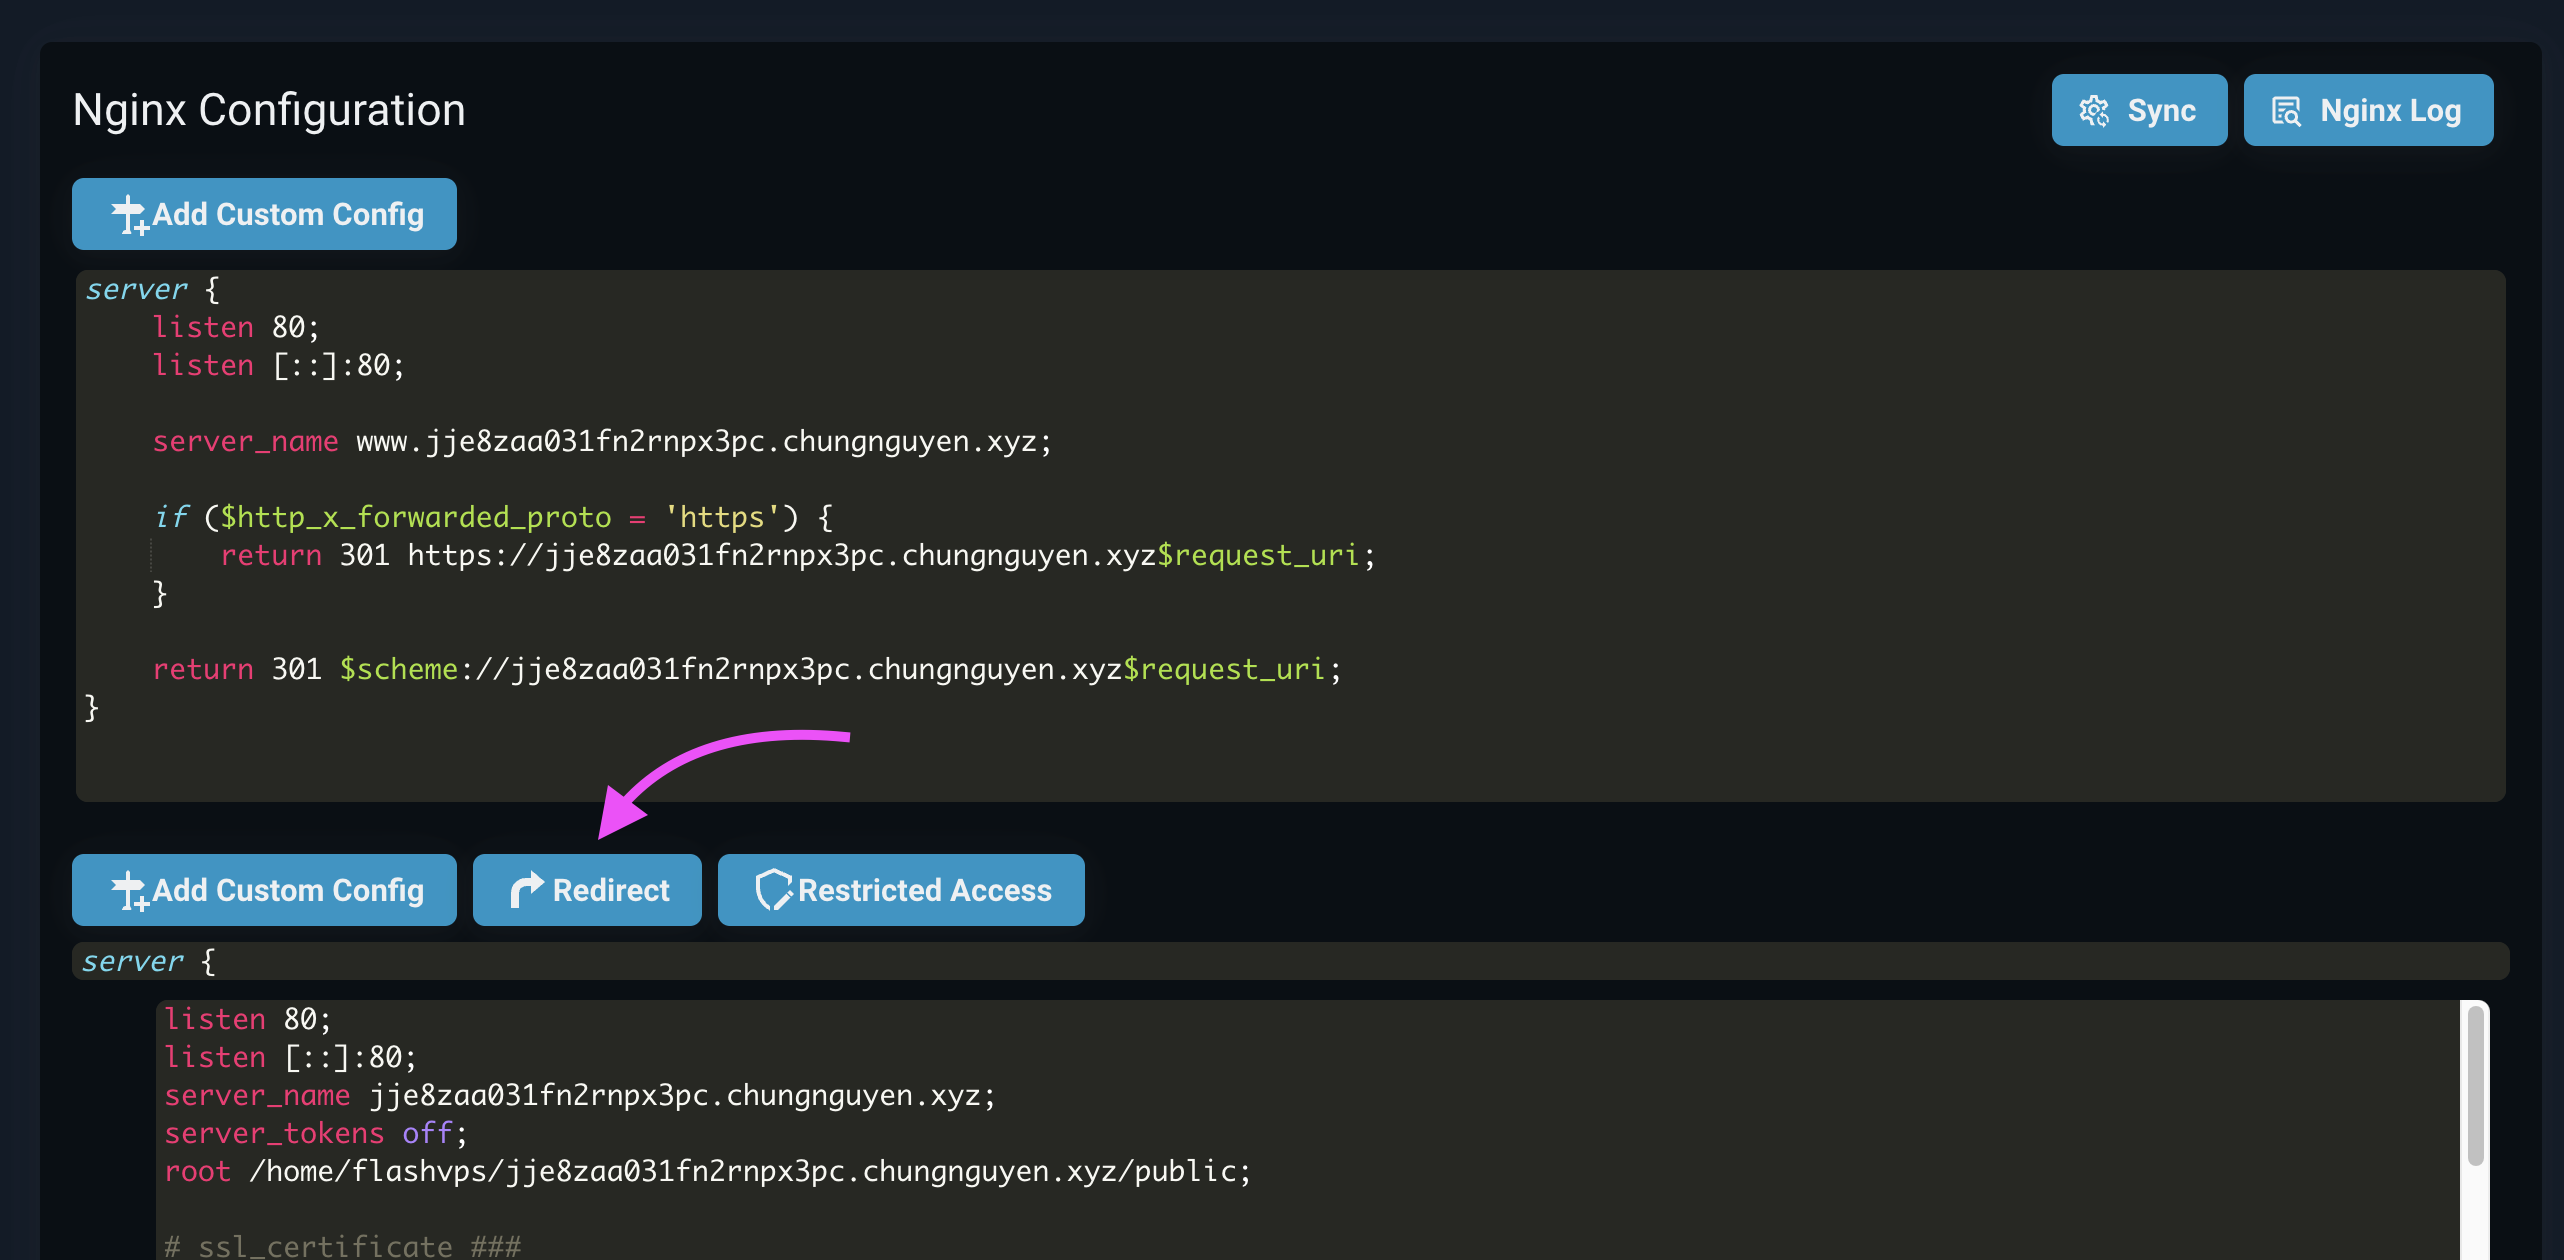 Nginx Configuration
Sync
Nginx Log
Add Custom Config
server {
listen 80;
listen [::]:80;
server_name www.jje8zaa031fn2rnpx3pc.chungnguyen.xyz;
if ($http_x_forwarded_proto = 'https') {
return 301 https://jje8zaa031fn2rnpx3pc.chungnguyen.xyz$request_uri;
}
return 301 $scheme://jje8zaa031fn2rnpx3pc.chungnguyen.xyz$request_uri;
}
Add Custom Config
Redirect
Restricted Access
server {
listen 80;
listen [::]:80;
server_name jje8zaa031fn2rnpx3pc.chungnguyen.xyz;
server_tokens off;
root /home/flashvps/jje8zaa031fn2rnpx3pc.chungnguyen.xyz/public;
# ssl_certificate ###